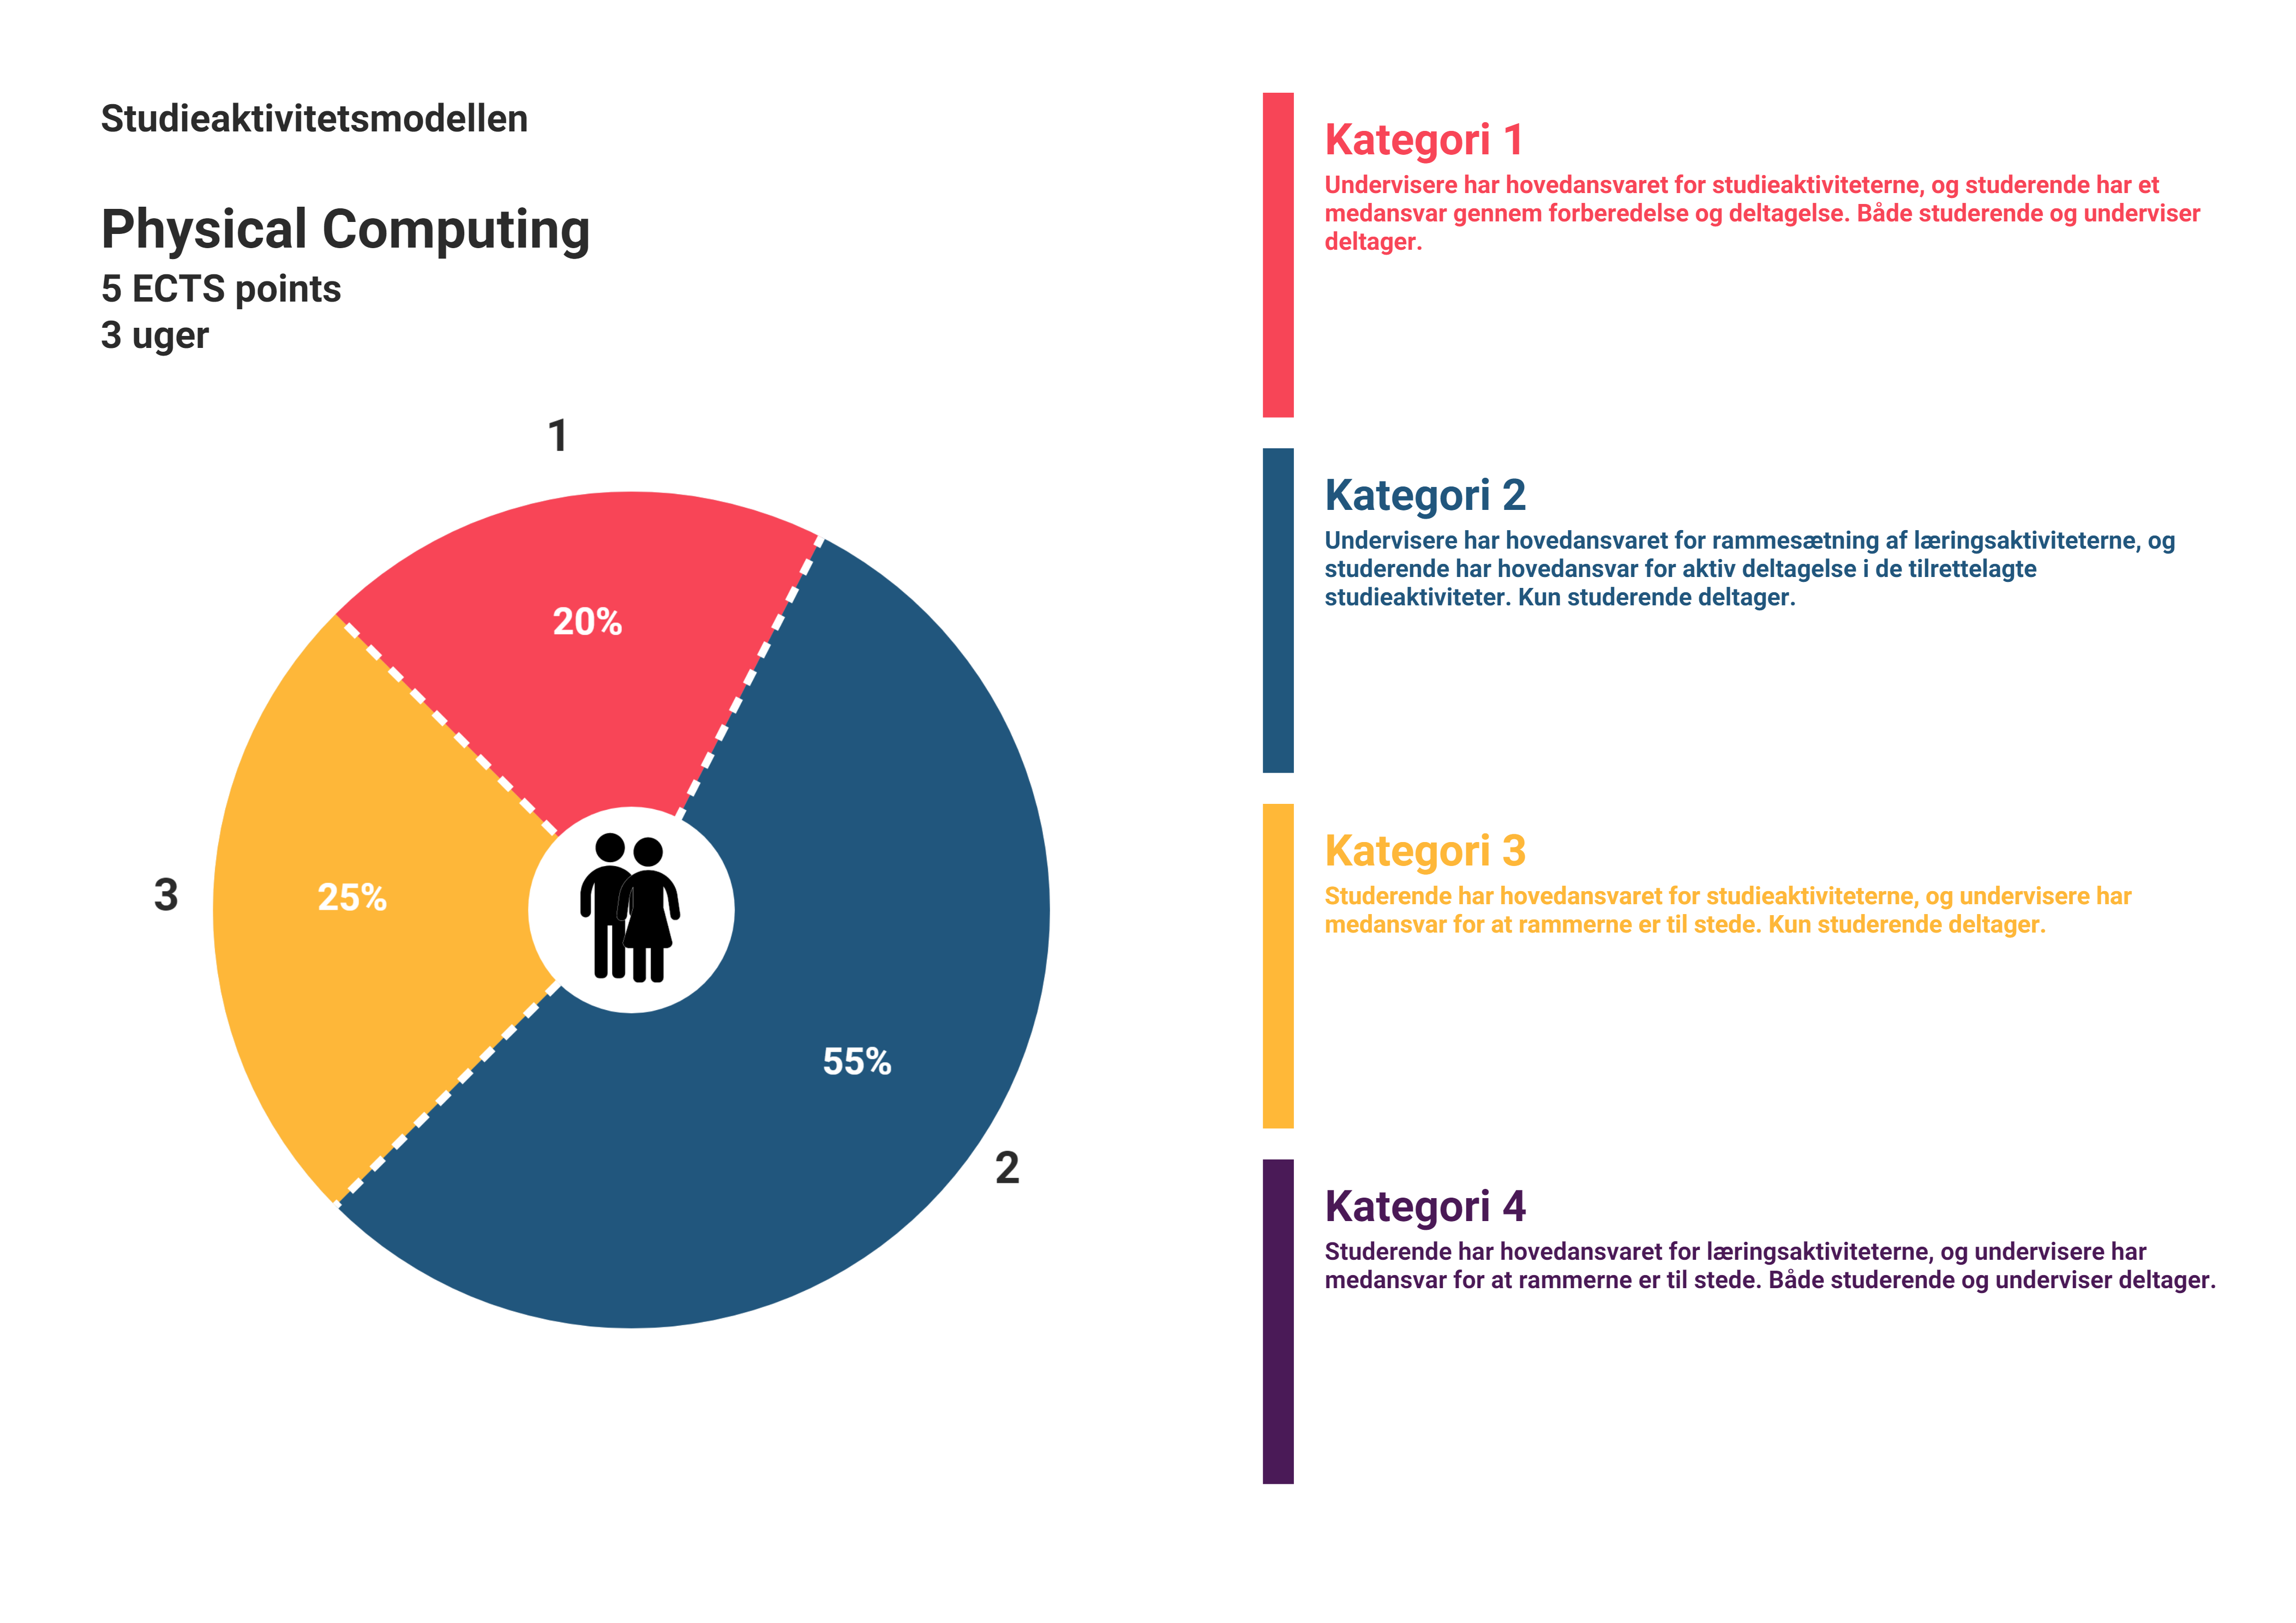 Studieaktivitetsmodellen
Physical Computing
5 ECTS points
3 uger
1
20%
3
25%
55%
2
Kategori 1
Undervisere har hovedansvaret for studieaktiviteterne, og studerende har et
medansvar gennem forberedelse og deltagelse. Både studerende og underviser
deltager.
Kategori 2
Undervisere har hovedansvaret for rammesætning af læringsaktiviteterne, og
studerende har hovedansvar for aktiv deltagelse i de tilrettelagte
studieaktiviteter. Kun studerende deltager.
Kategori 3
Studerende har hovedansvaret for studieaktiviteterne, og undervisere har
medansvar for at rammerne er til stede. Kun studerende deltager.
Kategori 4
Studerende har hovedansvaret for læringsaktiviteterne, og undervisere har
medansvar for at rammerne er til stede. Både studerende og underviser deltager.